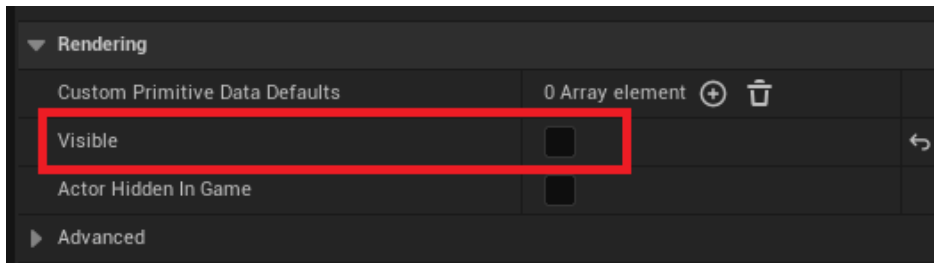 Rendering
Custom Primitive Data Defaults 0 Array element
Visible
Actor Hidden In Game
Advanced